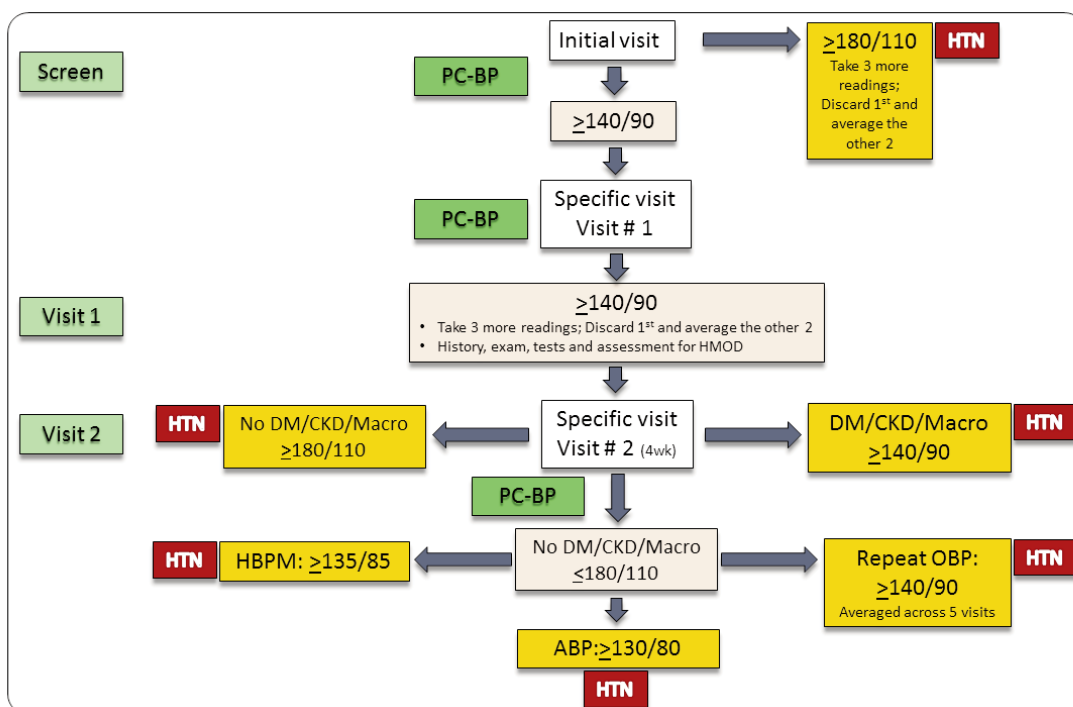 Initial visit
≥180/110
HTN
Take 3 more
readings;
Discard 1st and
average the
other 2
Screen
PC-BP
≥140/90
Specific visit
Visit # 1
PC-BP
Visit 1
≥140/90
• Take 3 more readings; Discard 1st and average the other 2
• History, exam, tests and assessment for HMOD
Visit 2
HTN
No DM/CKD/Macro
≥180/110
Specific visit
Visit # 2 (4wk)
DM/CKD/Macro
≥140/90
HTN
PC-BP
HTN
HBPM: ≥135/85
No DM/CKD/Macro
≤180/110
Repeat OBP:
≥140/90
Averaged across 5 visits
HTN
ABP:≥130/80
HTN